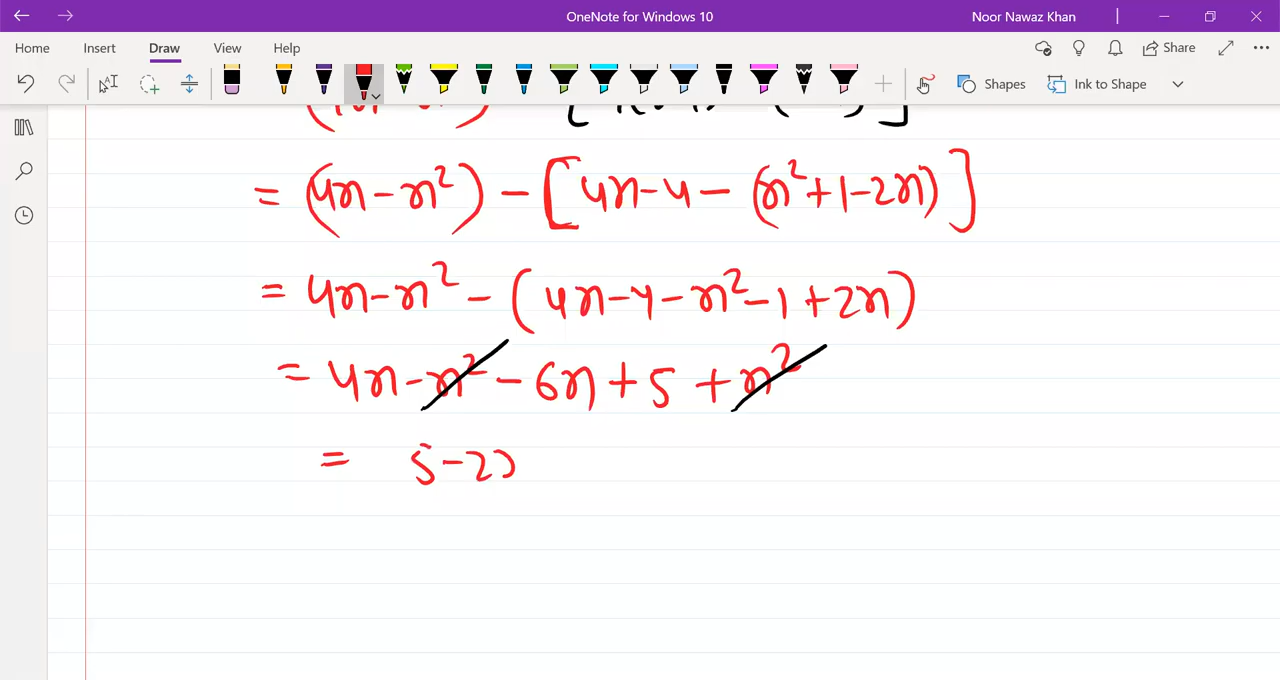 OneNote for Windows 10
Noor Nawaz Khan
Home Insert Draw View Help Share
Shapes Ink to Shape
= (4n - n²) - [4n - 4 - (n² + 1 - 2n)]
= 4n - n² - (4n - 4 - n² - 1 + 2n)
= 4n - n² - 6n + 5 + n²
= 5 - 2